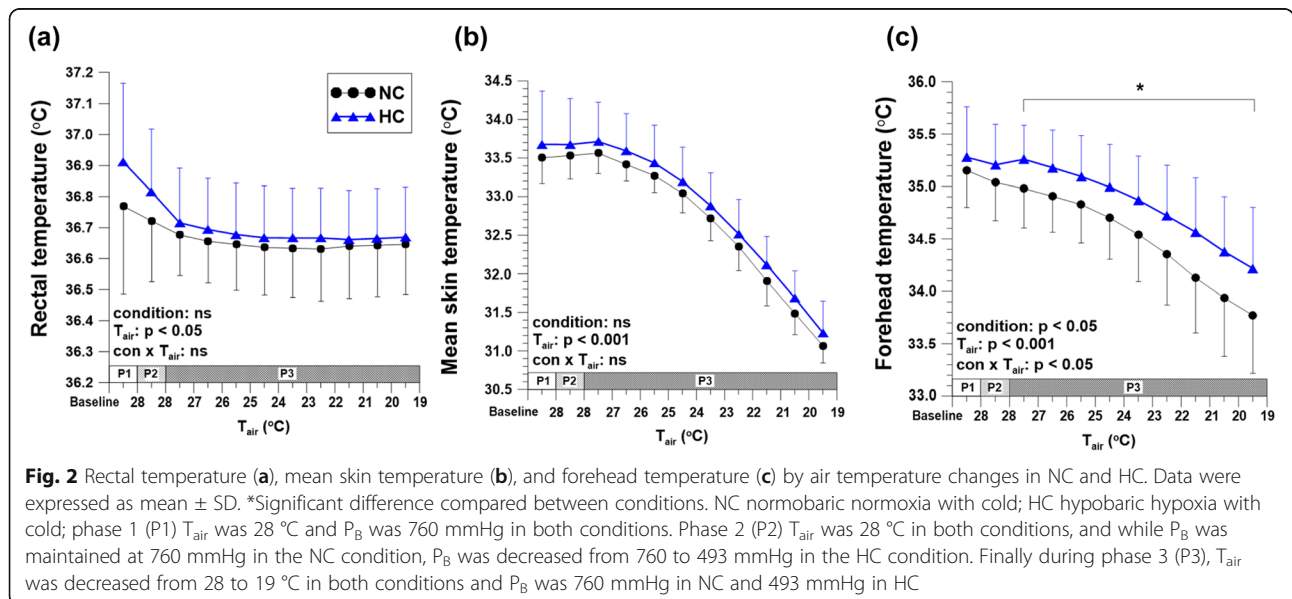 (a)
37.2
37.1
37.0
36.9
36.8
36.7
36.6
36.5
36.4
36.3
36.2
Rectal temperature (°C)
NC
HC
condition: ns
Tair: p < 0.05
con x Tair: ns
P1 P2 P3
Baseline 28 28 27 26 25 24 23 22 21 20 19
Tair (°C)
(b)
34.5
34.0
33.5
33.0
32.5
32.0
31.5
31.0
30.5
Mean skin temperature (°C)
condition: ns
Tair: p < 0.001
con x Tair: ns
P1 P2 P3
Baseline 28 28 27 26 25 24 23 22 21 20 19
Tair (°C)
(c)
36.0
35.5
35.0
34.5
34.0
33.5
33.0
Forehead temperature (°C)
*
condition: p < 0.05
Tair: p < 0.001
con x Tair: p < 0.05
P1 P2 P3
Baseline 28 28 27 26 25 24 23 22 21 20 19
Tair (°C)
Fig. 2 Rectal temperature (a), mean skin temperature (b), and forehead temperature (c) by air temperature changes in NC and HC. Data were
expressed as mean ± SD. *Significant difference compared between conditions. NC normobaric normoxia with cold; HC hypobaric hypoxia with
cold; phase 1 (P1) Tair was 28 °C and PB was 760 mmHg in both conditions. Phase 2 (P2) Tair was 28 °C in both conditions, and while PB was
maintained at 760 mmHg in the NC condition, PB was decreased from 760 to 493 mmHg in the HC condition. Finally during phase 3 (P3), Tair
was decreased from 28 to 19 °C in both conditions and PB was 760 mmHg in NC and 493 mmHg in HC